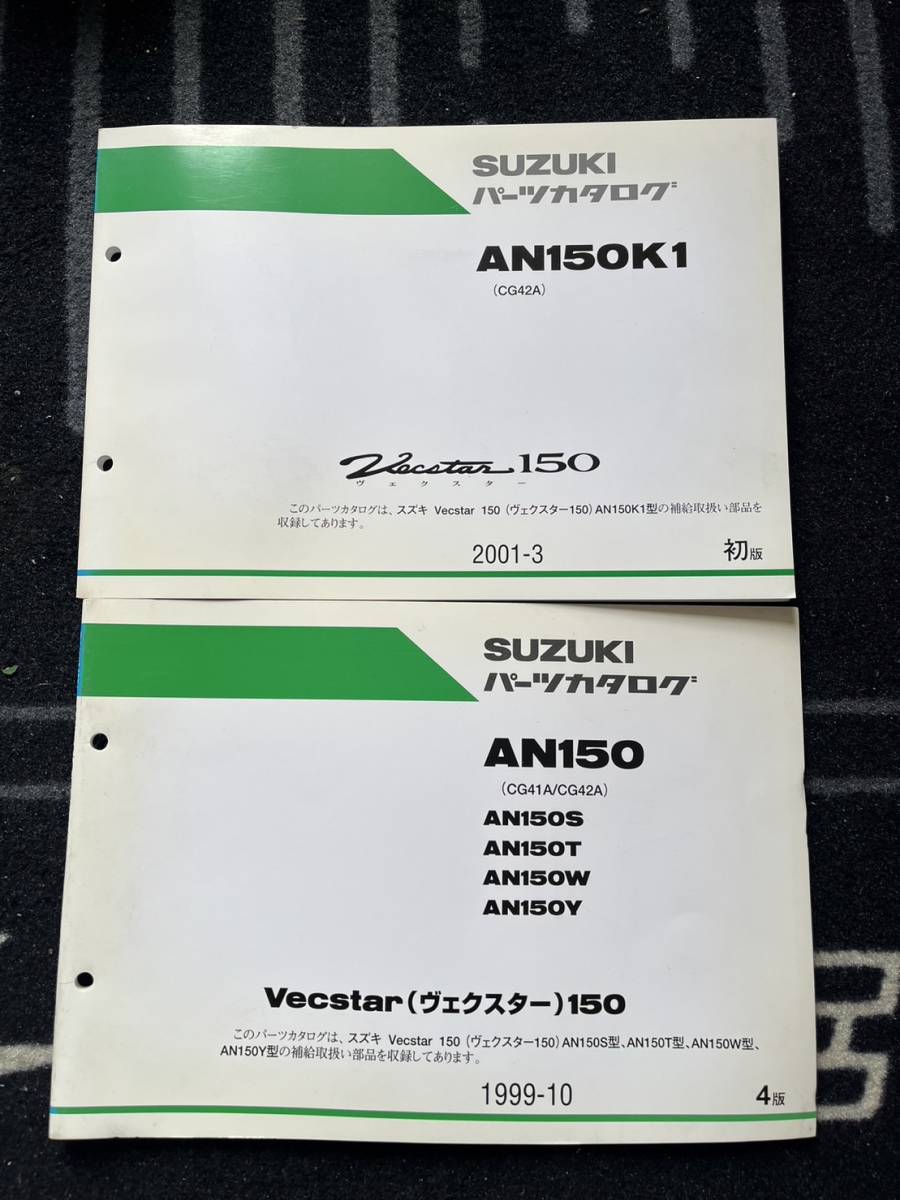 SUZUKI
パーツカタログ
AN150K1
(CG42A)
Vecstar 150
ヴェクスター
このパーツカタログは、スズキ Vecstar 150 (ヴェクスター150) AN150K1型の補給取扱い部品を
収録してあります。
2001-3
初版
SUZUKI
パーツカタログ
AN150
(CG41A/CG42A)
AN150S
AN150T
AN150W
AN150Y
Vecstar(ヴェクスター)150
このパーツカタログは、スズキ Vecstar 150 (ヴェクスター150) AN150S型、AN150T型、AN150W型、
AN150Y型の補給取扱い部品を収録してあります。
1999-10
4版